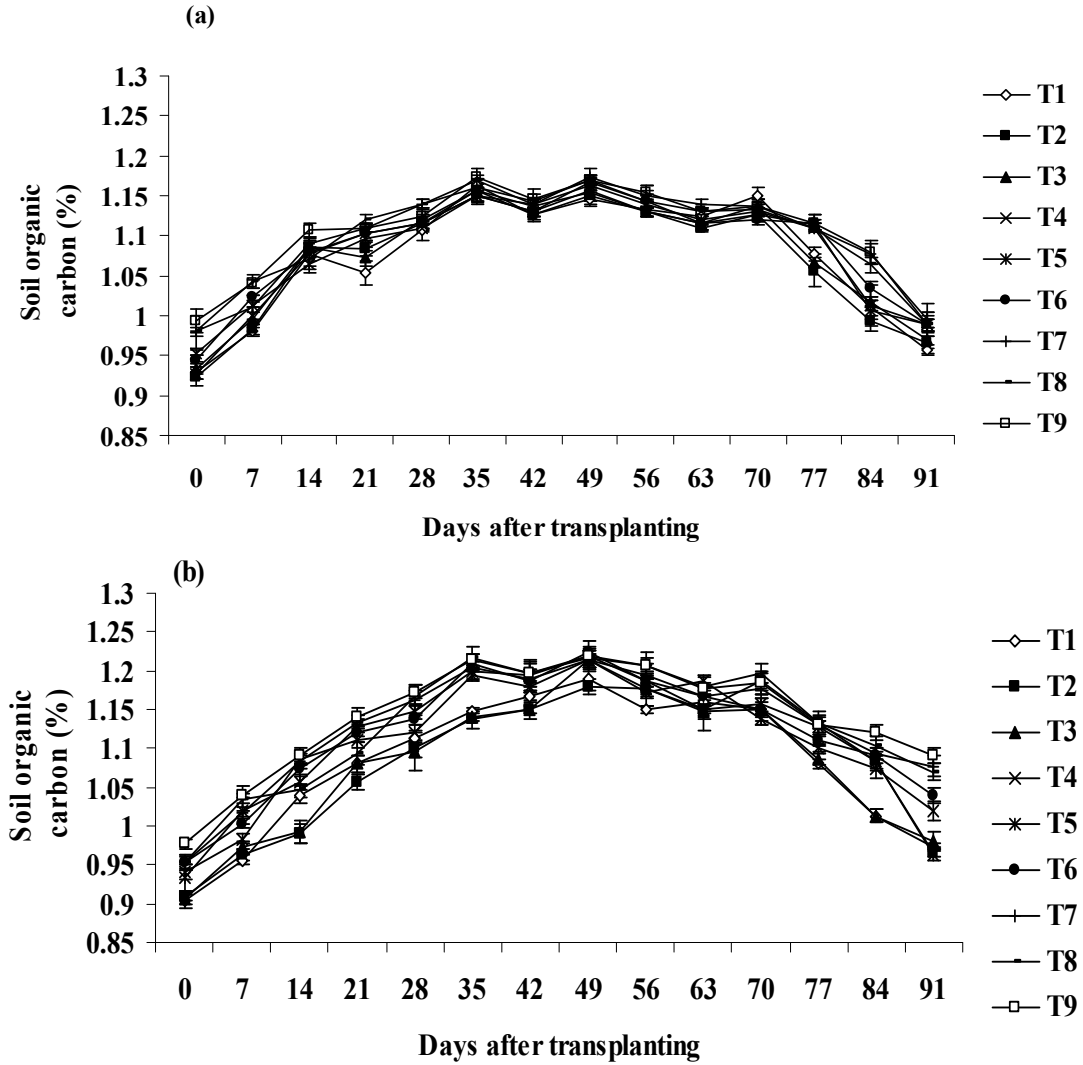 (a)
Soil organic
carbon (%)
1.3
1.25
1.2
1.15
1.1
1.05
1
0.95
0.9
0.85
0 7 14 21 28 35 42 49 56 63 70 77 84 91
Days after transplanting
T1
T2
T3
T4
T5
T6
T7
T8
T9
(b)
Soil organic
carbon (%)
1.3
1.25
1.2
1.15
1.1
1.05
1
0.95
0.9
0.85
0 7 14 21 28 35 42 49 56 63 70 77 84 91
Days after transplanting
T1
T2
T3
T4
T5
T6
T7
T8
T9